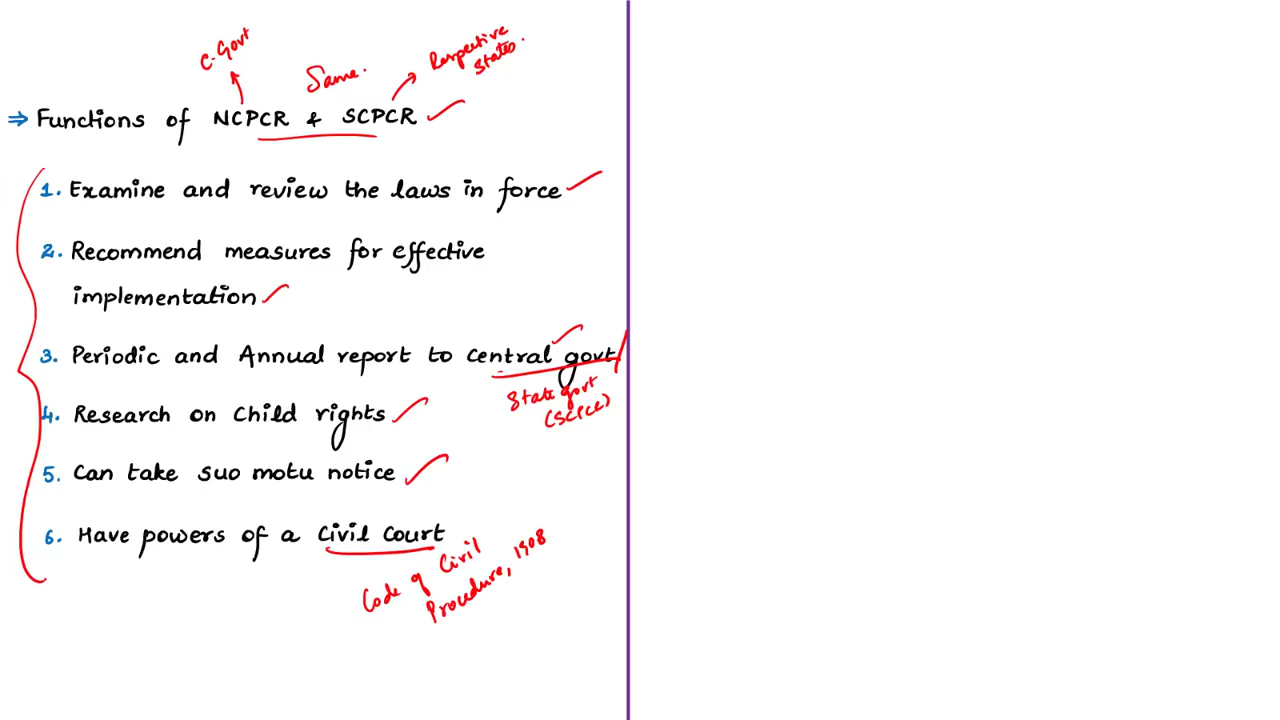 C-Govt
Same.
Respective
States.
⇒ Functions of NCPCR & SCPCR
1. Examine and review the laws in force
2. Recommend measures for effective
implementation
3. Periodic and Annual report to Central govt/
State govt
(SCPCR)
4. Research on Child rights
5. Can take suo motu notice
6. Have powers of a Civil Court
Code of Civil
Procedure, 1908